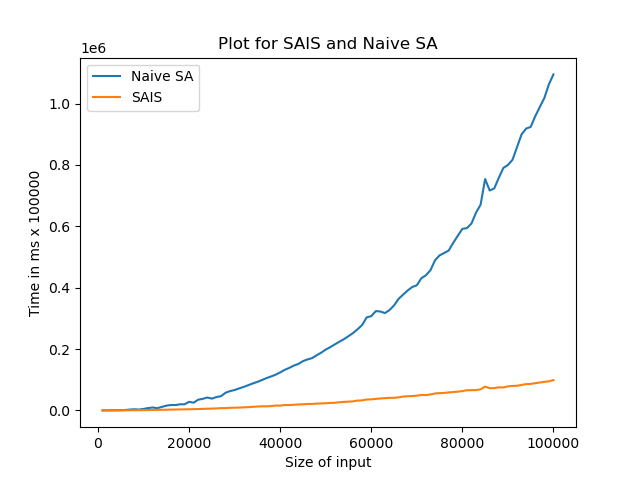 Plot for SAIS and Naive SA
1e6
Naive SA
SAIS
1.0
0.8
0.6
0.4
0.2
0.0
Time in ms x 100000
0 20000 40000 60000 80000 100000
Size of input